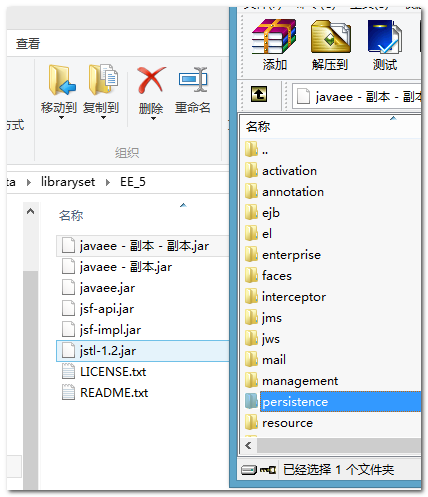 查看
移动到
复制到
删除
重命名
方式
组织
libraryset
EE_5
名称
javaee - 副本 - 副本.jar
javaee - 副本.jar
javaee.jar
jsf-api.jar
jsf-impl.jar
jstl-1.2.jar
LICENSE.txt
README.txt
添加
解压到
测试
javaee - 副本 - 副
名称
..
activation
annotation
ejb
el
enterprise
faces
interceptor
jms
jws
mail
management
persistence
resource
已经选择 1 个文件夹